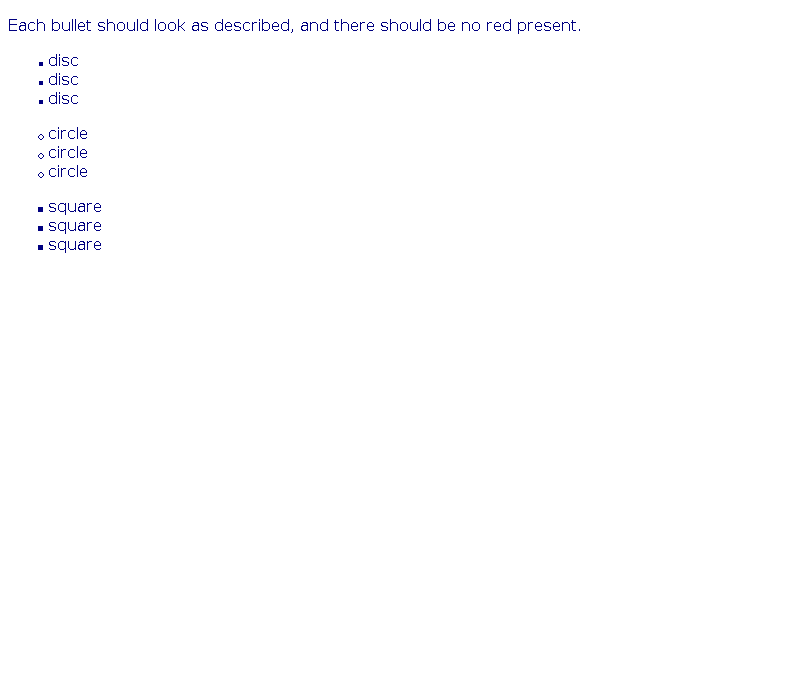 Each bullet should look as described, and there should be no red present.
disc
disc
disc
circle
circle
circle
square
square
square